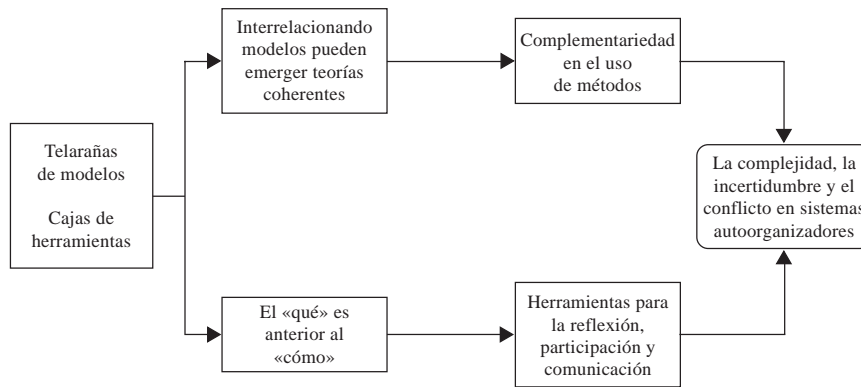 Interrelacionando
modelos pueden
emerger teorías
coherentes
Complementariedad
en el uso
de métodos
Telarañas
de modelos
Cajas de
herramientas
La complejidad, la
incertidumbre y el
conflicto en sistemas
autoorganizadores
El «qué» es
anterior al
«cómo»
Herramientas para
la reflexión,
participación y
comunicación